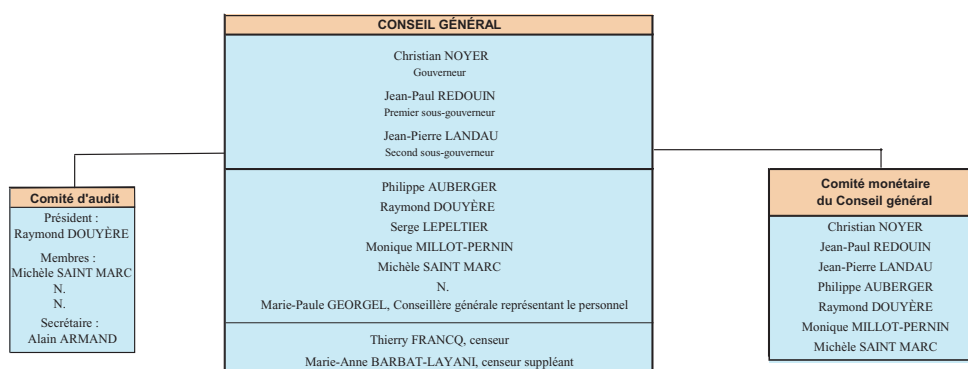 CONSEIL GÉNÉRAL
Christian NOYER
Gouverneur
Jean-Paul REDOUIN
Premier sous-gouverneur
Jean-Pierre LANDAU
Second sous-gouverneur
Philippe AUBERGER
Raymond DOUYÈRE
Serge LEPELTIER
Monique MILLOT-PERNIN
Michèle SAINT MARC
N.
Marie-Paule GEORGEL, Conseillère générale représentant le personnel
Thierry FRANCQ, censeur
Marie-Anne BARBAT-LAYANI, censeur suppléant
Comité d'audit
Président :
Raymond DOUYÈRE
Membres :
Michèle SAINT MARC
N.
N.
Secrétaire :
Alain ARMAND
Comité monétaire
du Conseil général
Christian NOYER
Jean-Paul REDOUIN
Jean-Pierre LANDAU
Philippe AUBERGER
Raymond DOUYÈRE
Monique MILLOT-PERNIN
Michèle SAINT MARC